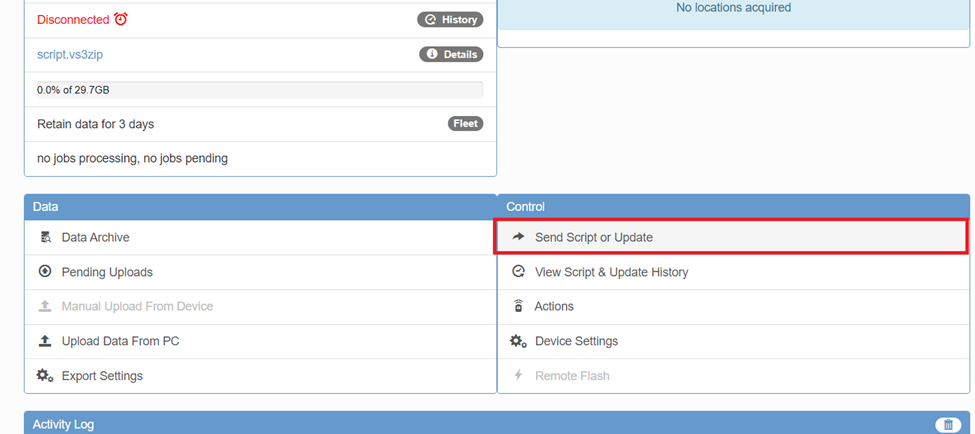 No locations acquired
Disconnected
History
script.vs3zip
Details
0.0% of 29.7GB
Retain data for 3 days
Fleet
no jobs processing, no jobs pending
Data
Data Archive
Pending Uploads
Manual Upload From Device
Upload Data From PC
Export Settings
Control
Send Script or Update
View Script & Update History
Actions
Device Settings
Remote Flash
Activity Log